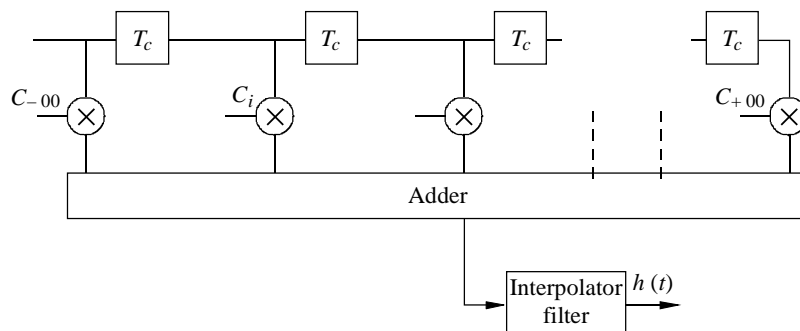 T_c T_c T_c T_c
C_{-00} C_i C_{+00}
Adder
Interpolator
filter
h (t)